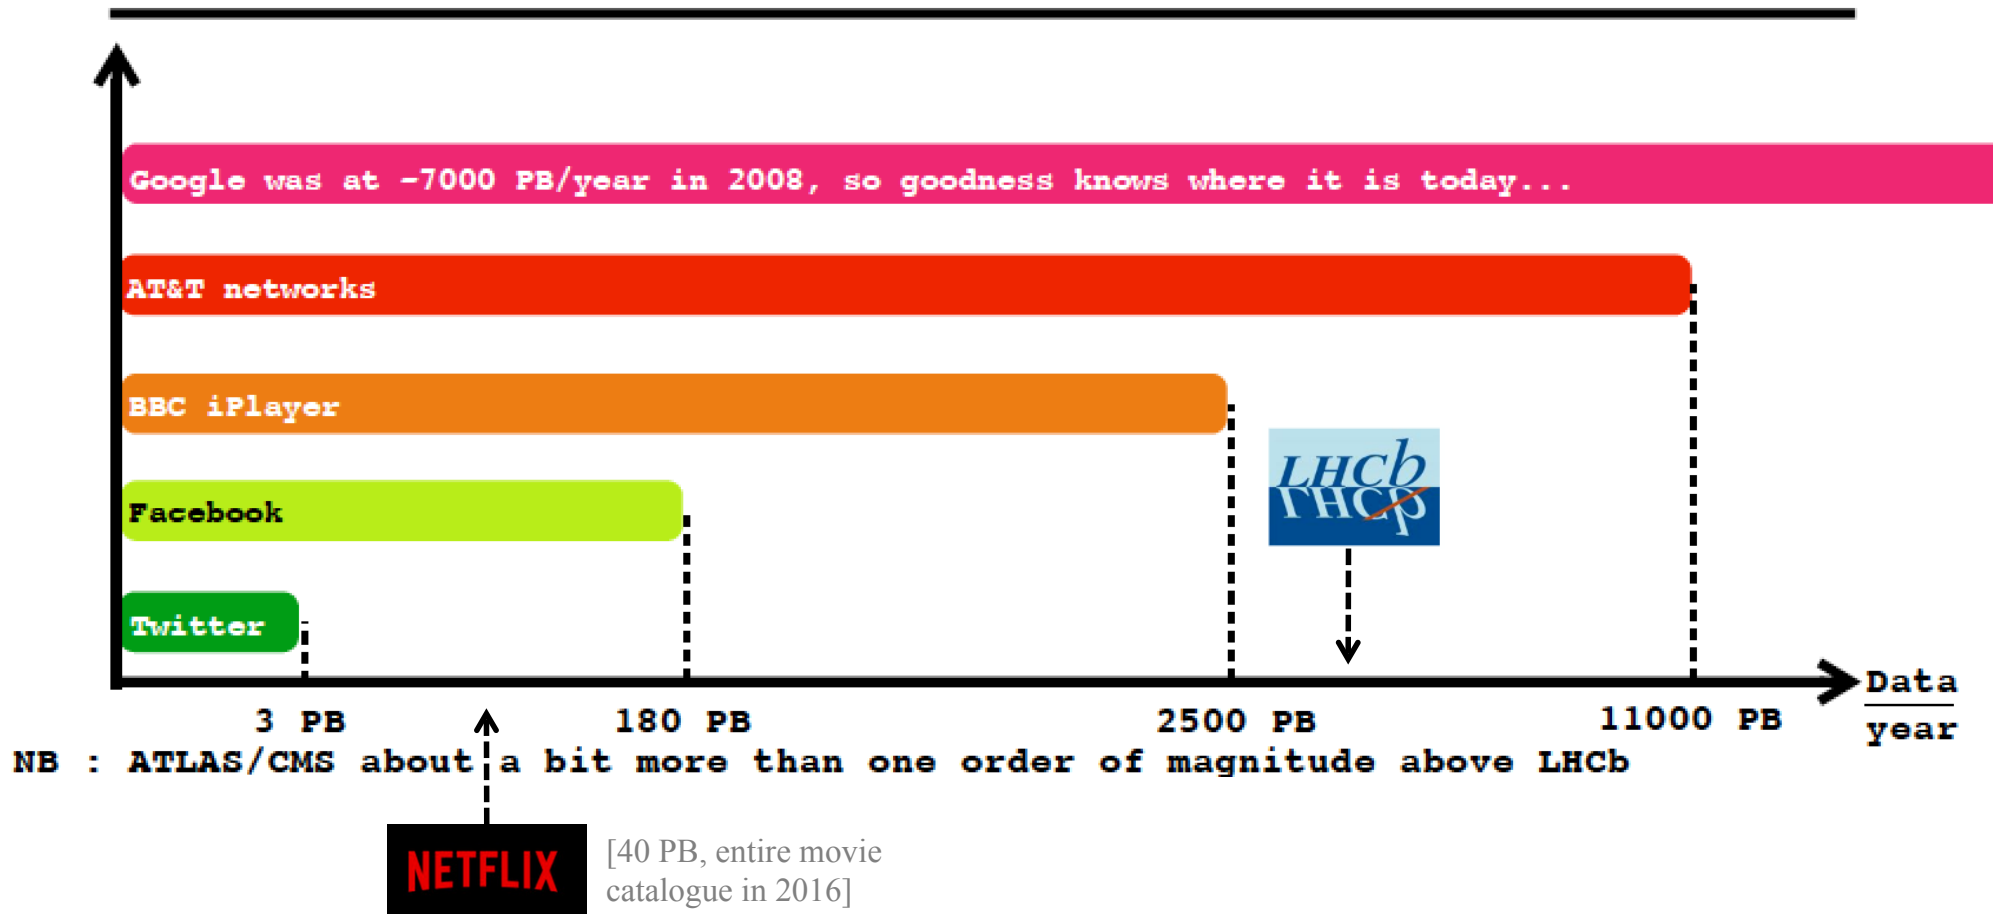 Google was at ~7000 PB/year in 2008, so goodness knows where it is today...
AT&T networks
BBC iPlayer
LHCb
LHCb
Facebook
Twitter
Data
year
3 PB
180 PB
2500 PB
11000 PB
NB : ATLAS/CMS about a bit more than one order of magnitude above LHCb
NETFLIX
[40 PB, entire movie
catalogue in 2016]